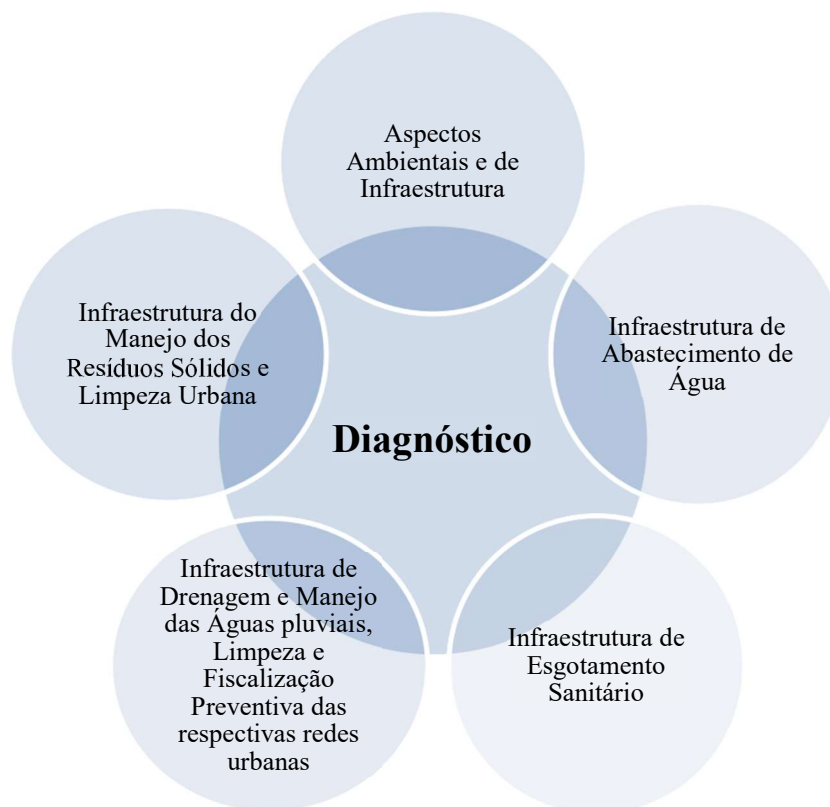 Aspectos
Ambientais e de
Infraestrutura
Infraestrutura do
Manejo dos
Resíduos Sólidos e
Limpeza Urbana
Infraestrutura de
Abastecimento de
Água
Diagnóstico
Infraestrutura de
Drenagem e Manejo
das Águas pluviais,
Limpeza e
Fiscalização
Preventiva das
respectivas redes
urbanas
Infraestrutura de
Esgotamento
Sanitário